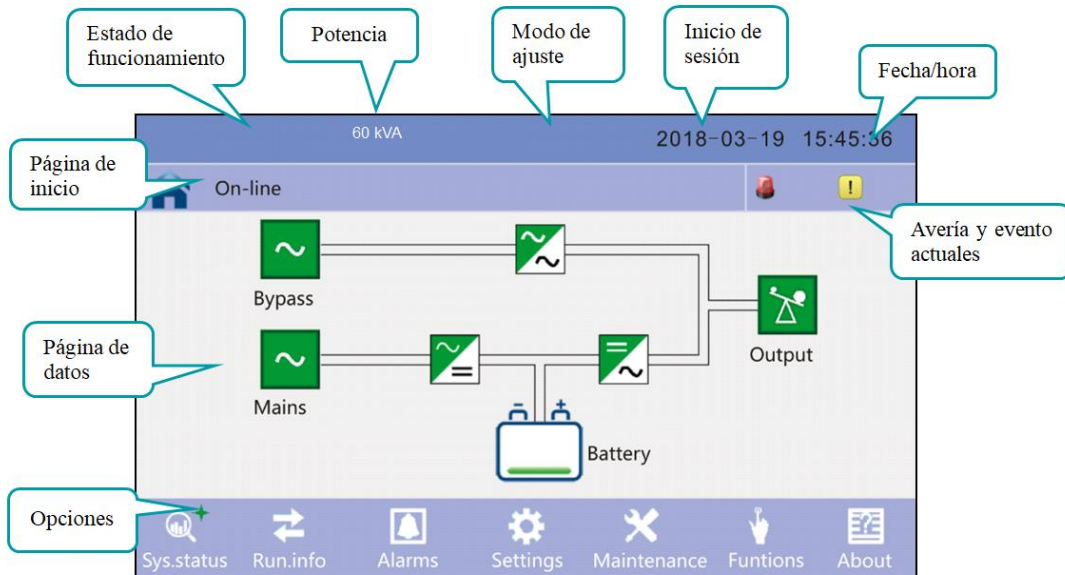 Estado de
funcionamiento
Potencia
Modo de
ajuste
Inicio de
sesión
Fecha/hora
60 kVA
2018-03-19 15:45:36
Página de
inicio
On-line
!
Avería y evento
actuales
Bypass
Página de
datos
Output
Mains
Battery
Opciones
Sys.status
Run.info
Alarms
Settings
Maintenance
Funtions
About